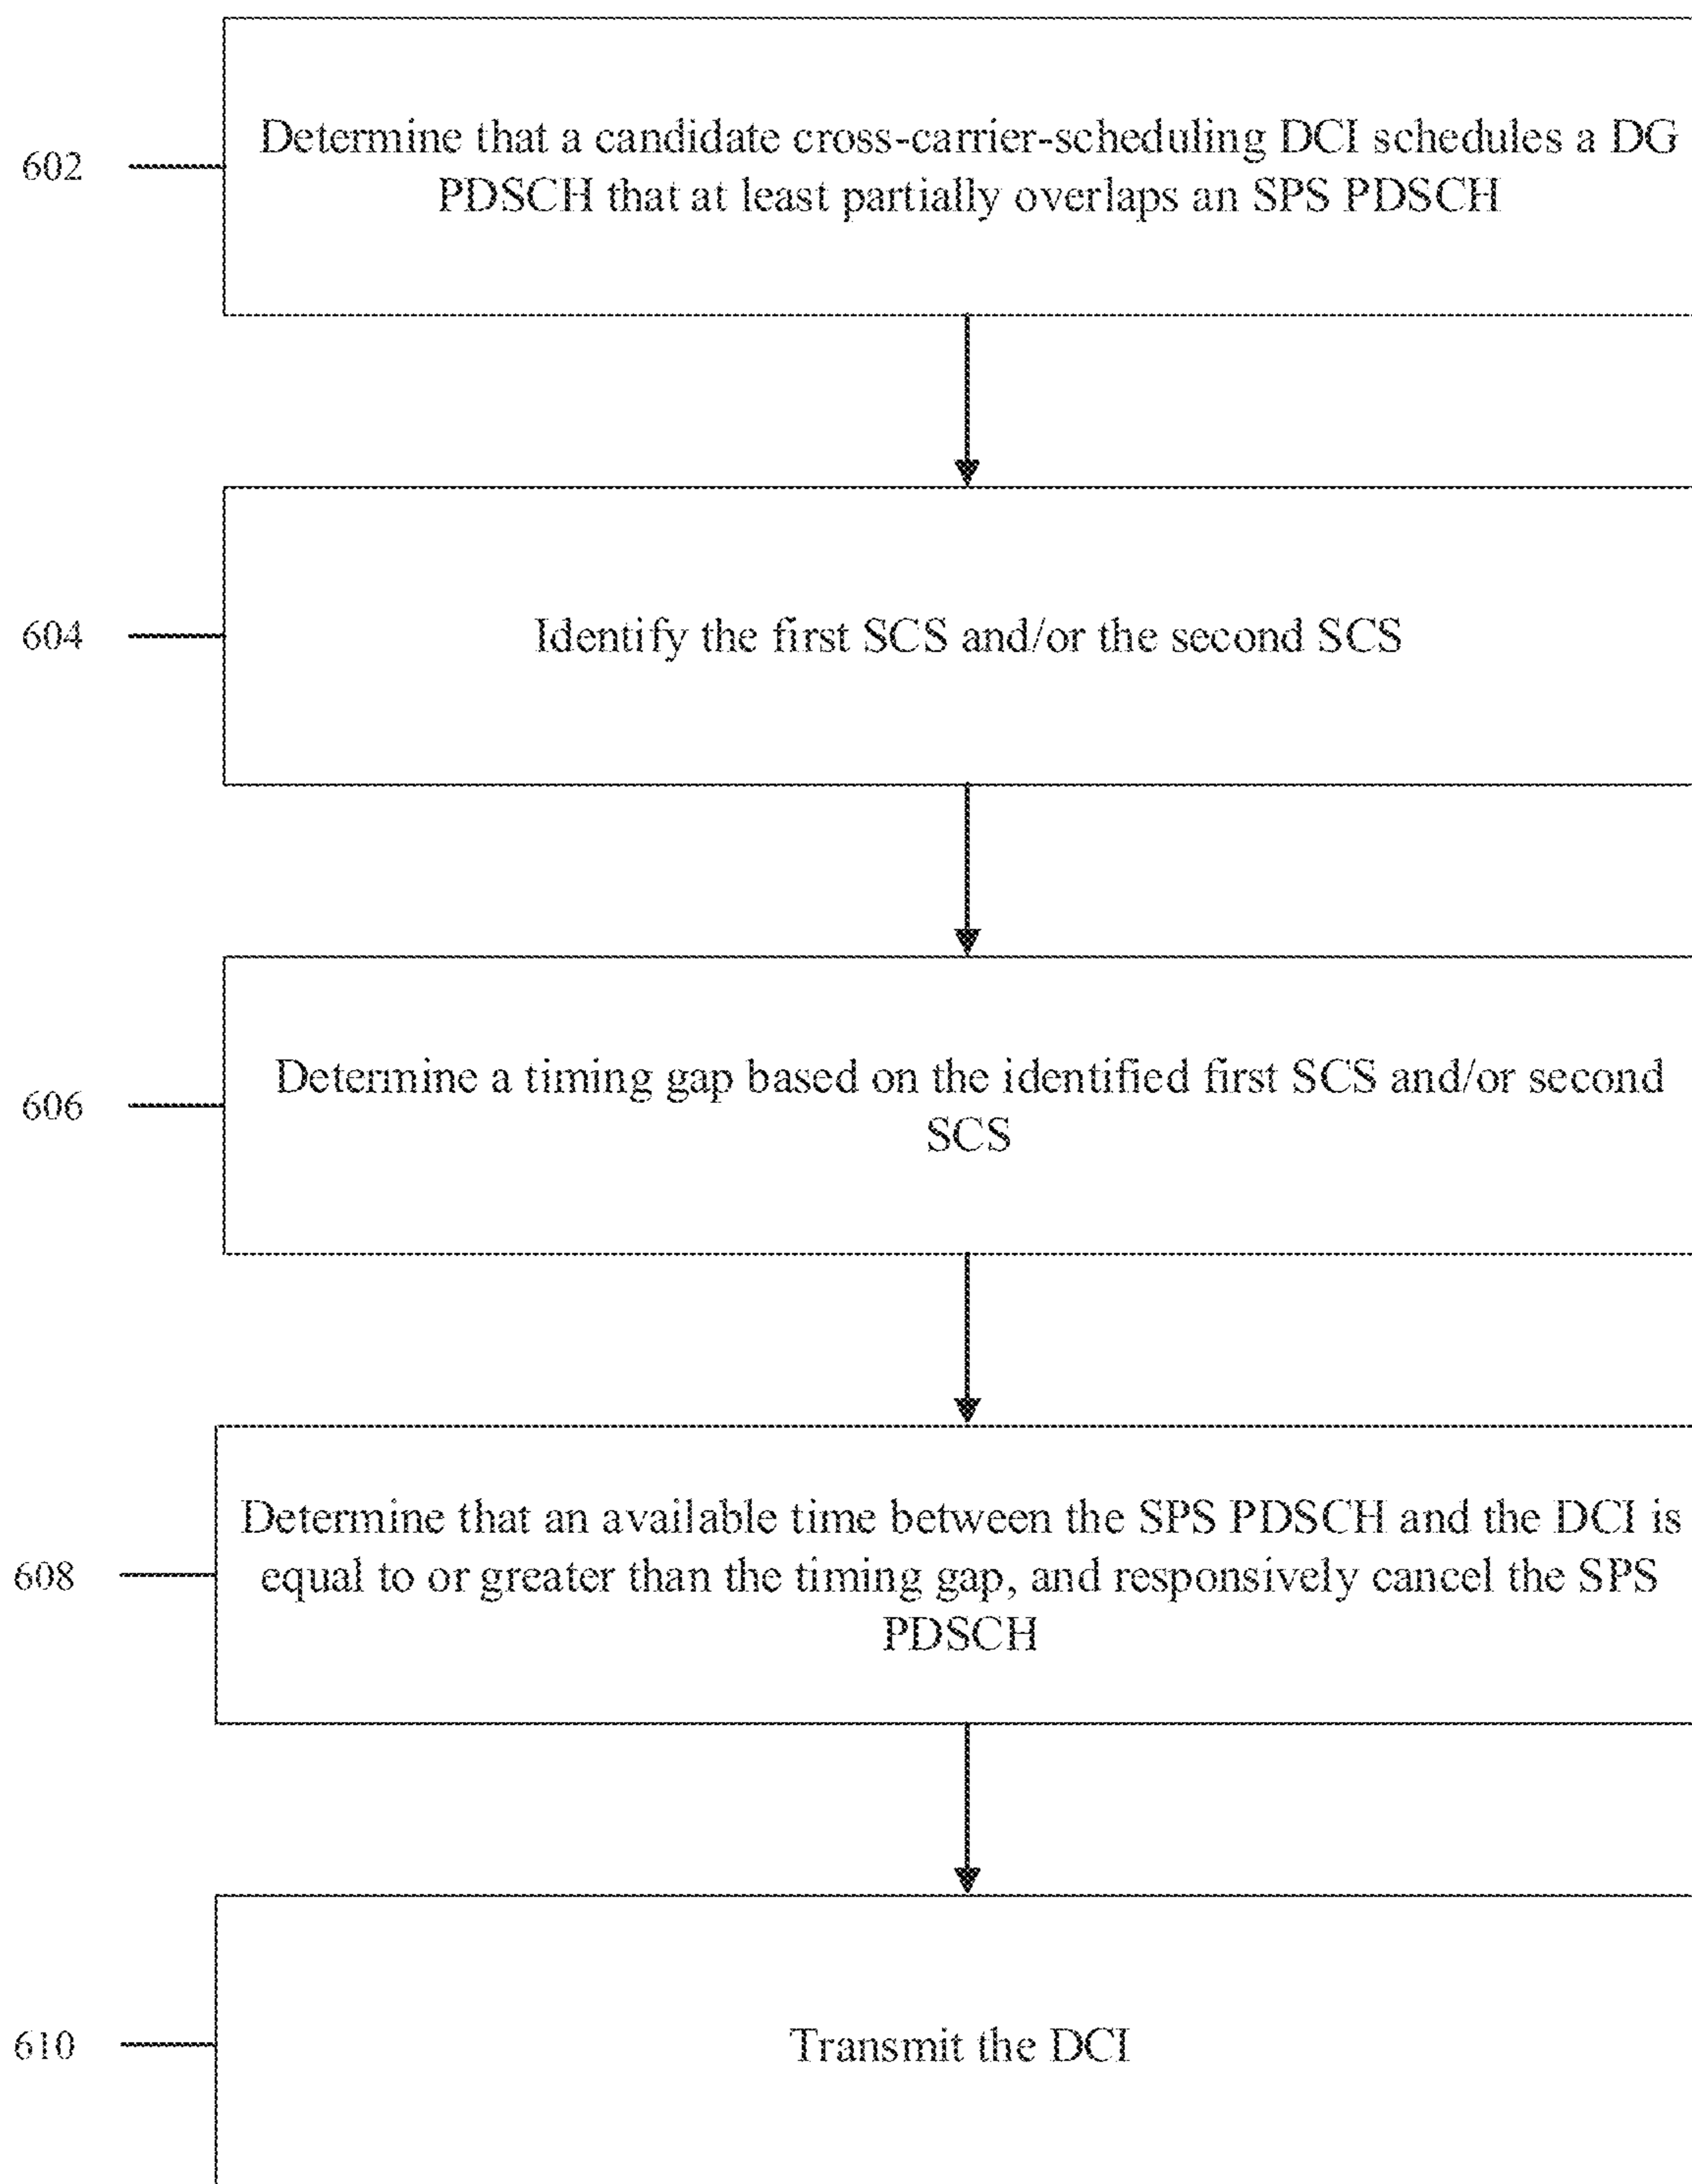 602
Determine that a candidate cross-carrier-scheduling DCI schedules a DG
PDSCH that at least partially overlaps an SPS PDSCH
604
Identify the first SCS and/or the second SCS
606
Determine a timing gap based on the identified first SCS and/or second
SCS
608
Determine that an available time between the SPS PDSCH and the DCI is
equal to or greater than the timing gap, and responsively cancel the SPS
PDSCH
610
Transmit the DCI